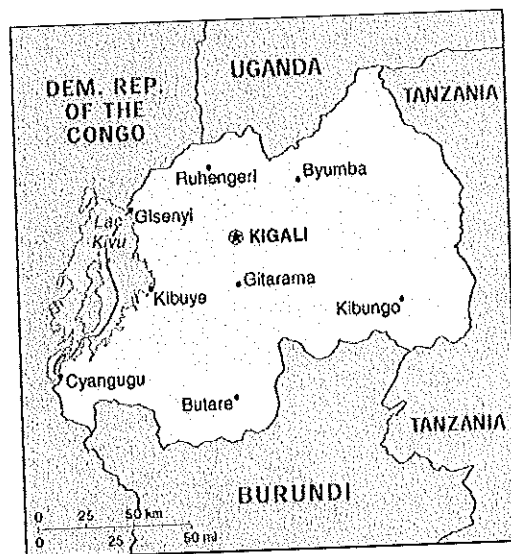 UGANDA
DEM. REP.
OF THE
CONGO
TANZANIA
Ruhengeri
Byumba
Gisenyi
Lac
Kivu
KIGALI
Gitarama
Kibuye
Kibungo
Cyangugu
Butare
TANZANIA
BURUNDI
0 25 50 km
0 25 50 mi